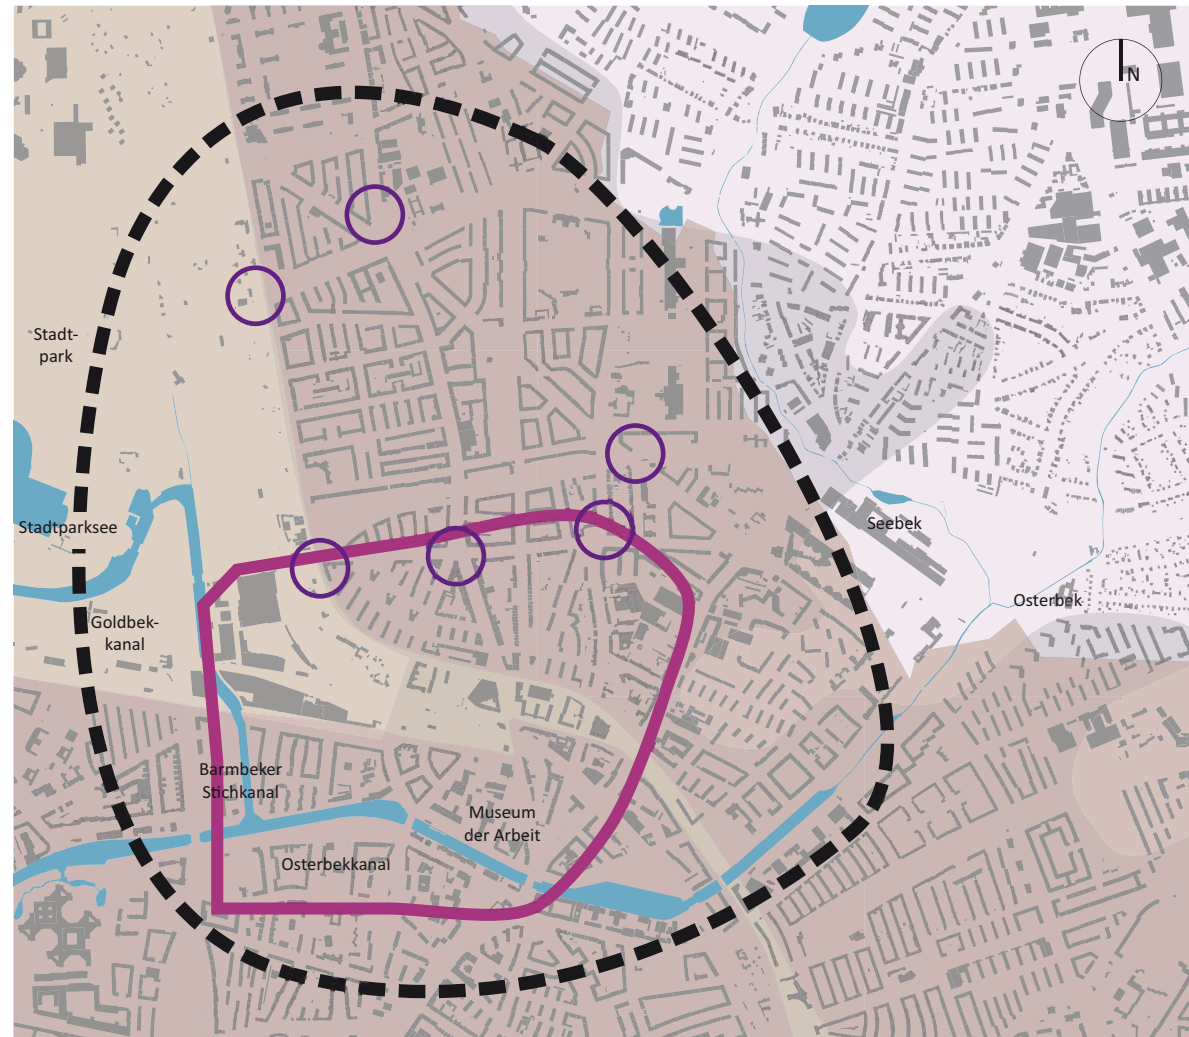 N
Stadt-
park
Stadtparksee
Seebek
Osterbek
Goldbek-
kanal
Barmbeker
Stichkanal
Museum
der Arbeit
Osterbekkanal